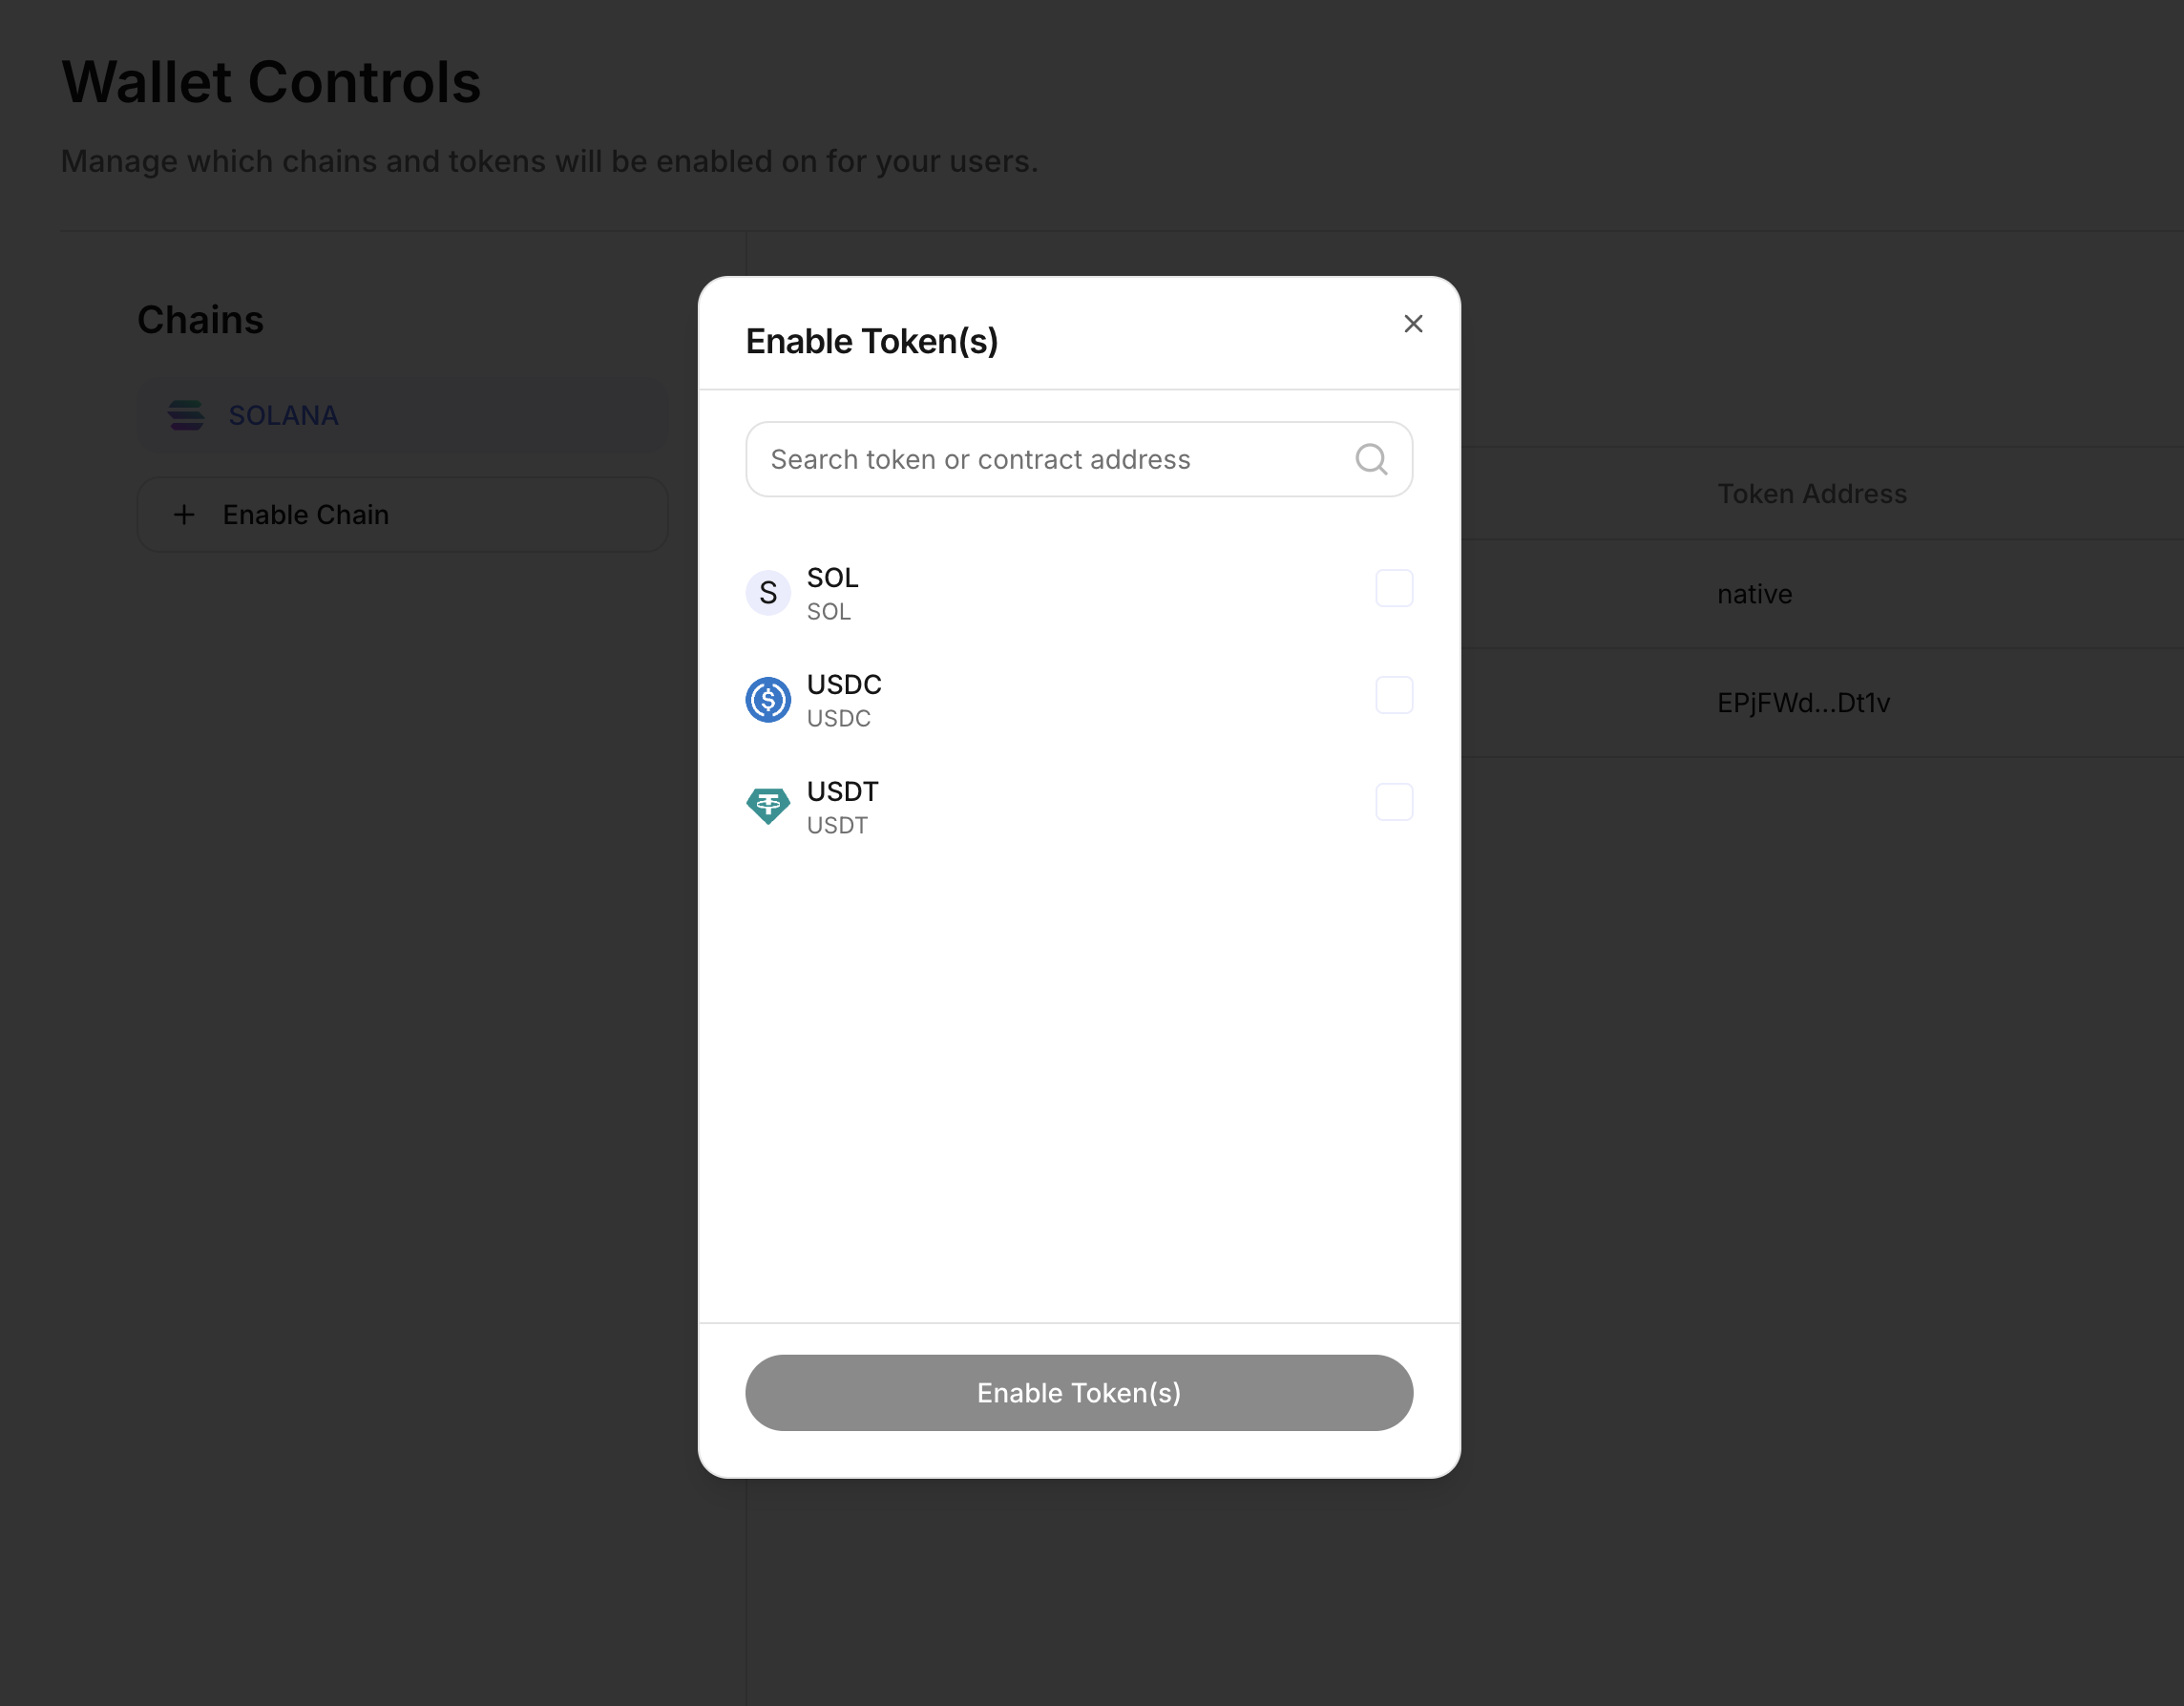 Wallet Controls
Manage which chains and tokens will be enabled on for your users.
Chains
SOLANA
Enable Chain
Enable Token(s)
Search token or contract address
S
SOL
SOL
USDC
USDC
USDT
USDT
Enable Token(s)
Token Address
native
EPjFWd...Dt1v